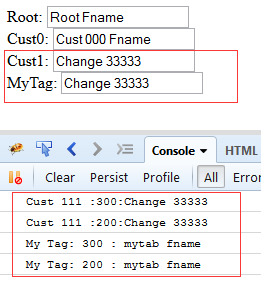 Root: Root Fname
Cust0: Cust 000 Fname
Cust1: Change 33333
MyTag: Change 33333
Console
Clear Persist Profile All Error
Cust 111 :300:Change 33333
Cust 111 :200:Change 33333
My Tag: 300 : mytab fname
My Tag: 200 : mytab fname